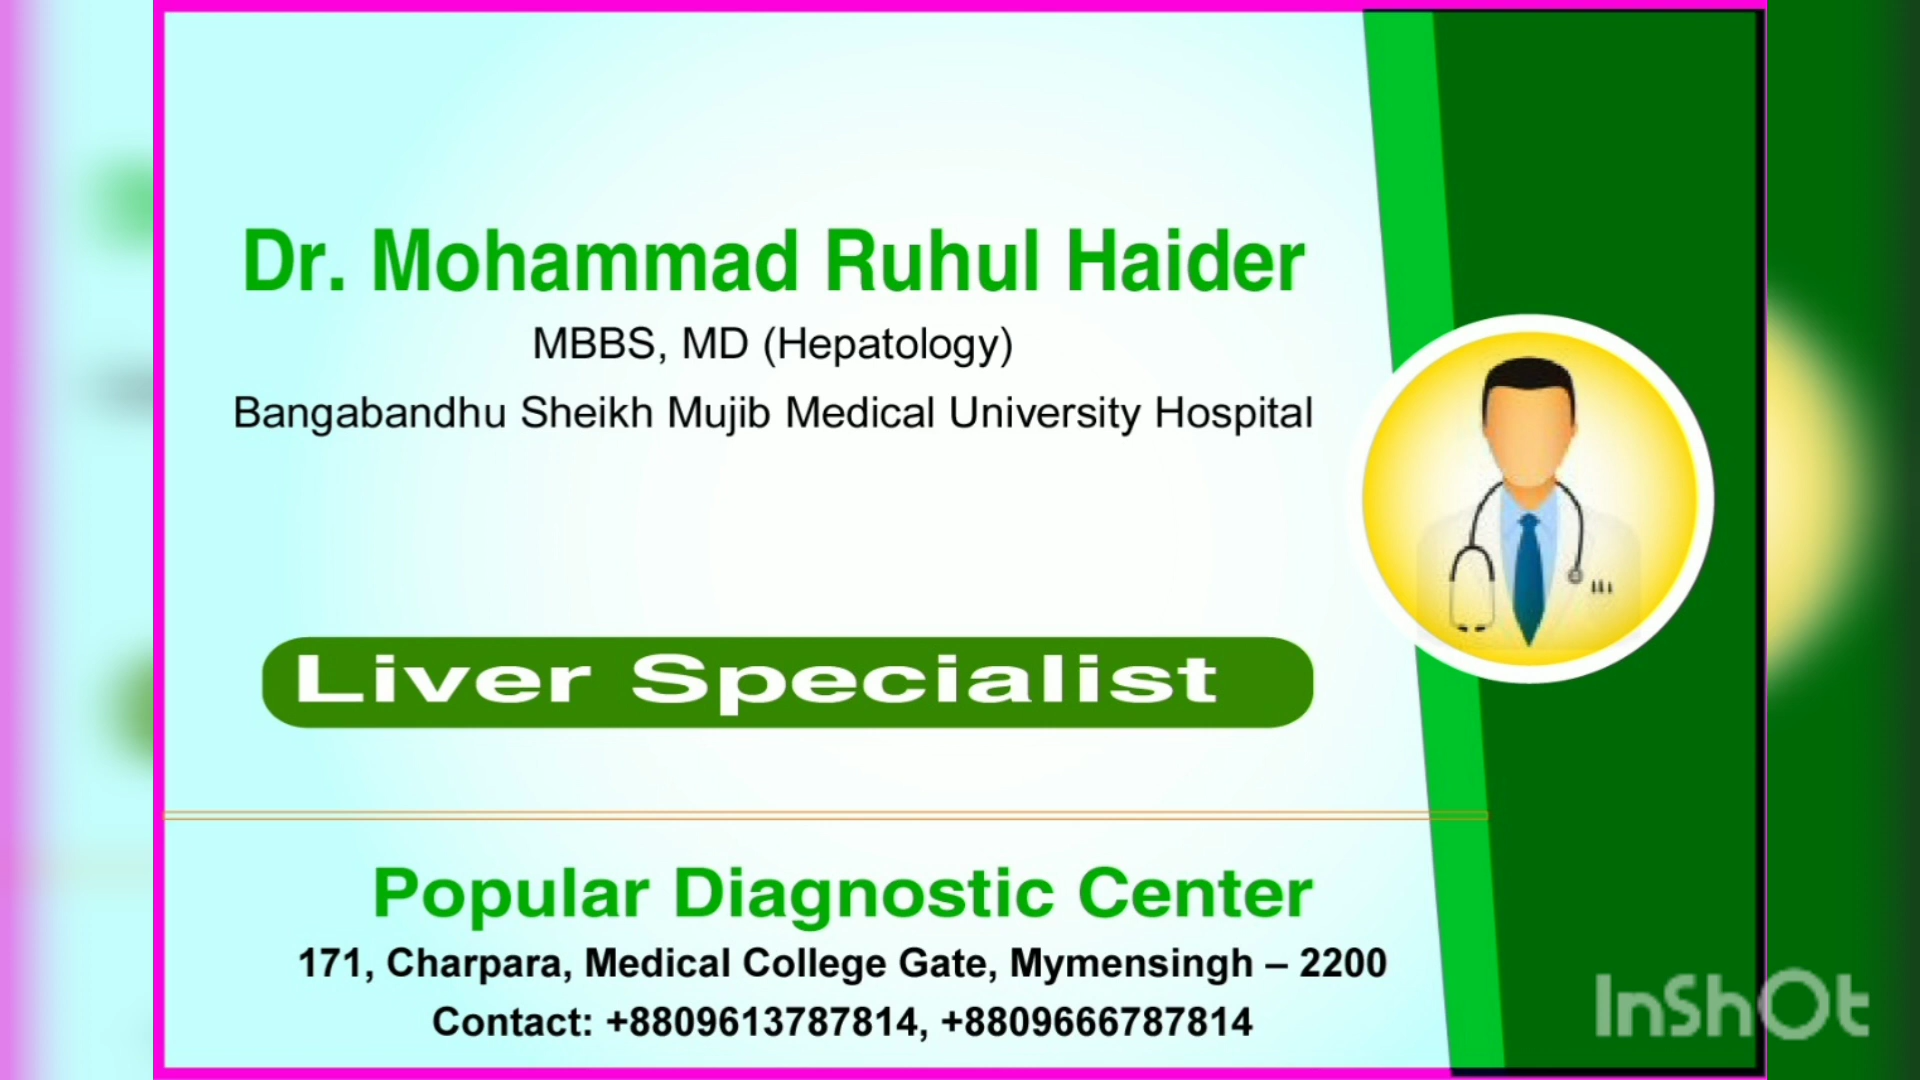 Dr. Mohammad Ruhul Haider
MBBS, MD (Hepatology)
Bangabandhu Sheikh Mujib Medical University Hospital
Liver Specialist
Popular Diagnostic Center
171, Charpara, Medical College Gate, Mymensingh – 2200
Contact: +8809613787814, +8809666787814
InShOt